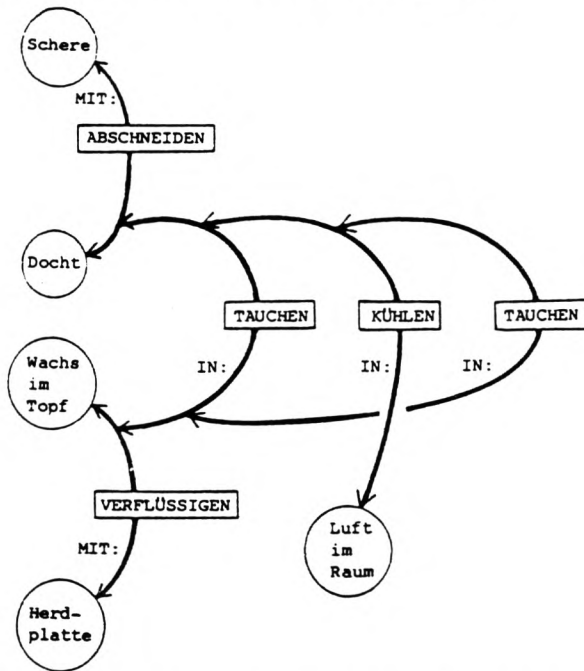 Schere
MIT:
ABSCHNEIDEN
Docht
TAUCHEN
KÜHLEN
TAUCHEN
Wachs
im
Topf
IN:
IN:
IN:
VERFLÜSSIGEN
MIT:
Luft
im
Raum
Herd-
platte